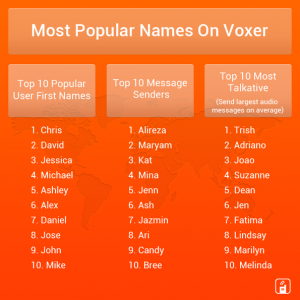 Most Popular Names On Voxer
Top 10 Popular
User First Names
1. Chris
2. David
3. Jessica
4. Michael
5. Ashley
6. Alex
7. Daniel
8. Jose
9. John
10. Mike
Top 10 Message
Senders
1. Alireza
2. Maryam
3. Kat
4. Mina
5. Jenn
6. Ash
7. Jazmin
8. Ari
9. Candy
10. Bree
Top 10 Most
Talkative
(Send largest audio
messages on average)
1. Trish
2. Adriano
3. Joao
4. Suzanne
5. Dean
6. Jen
7. Fatima
8. Lindsay
9. Marilyn
10. Melinda